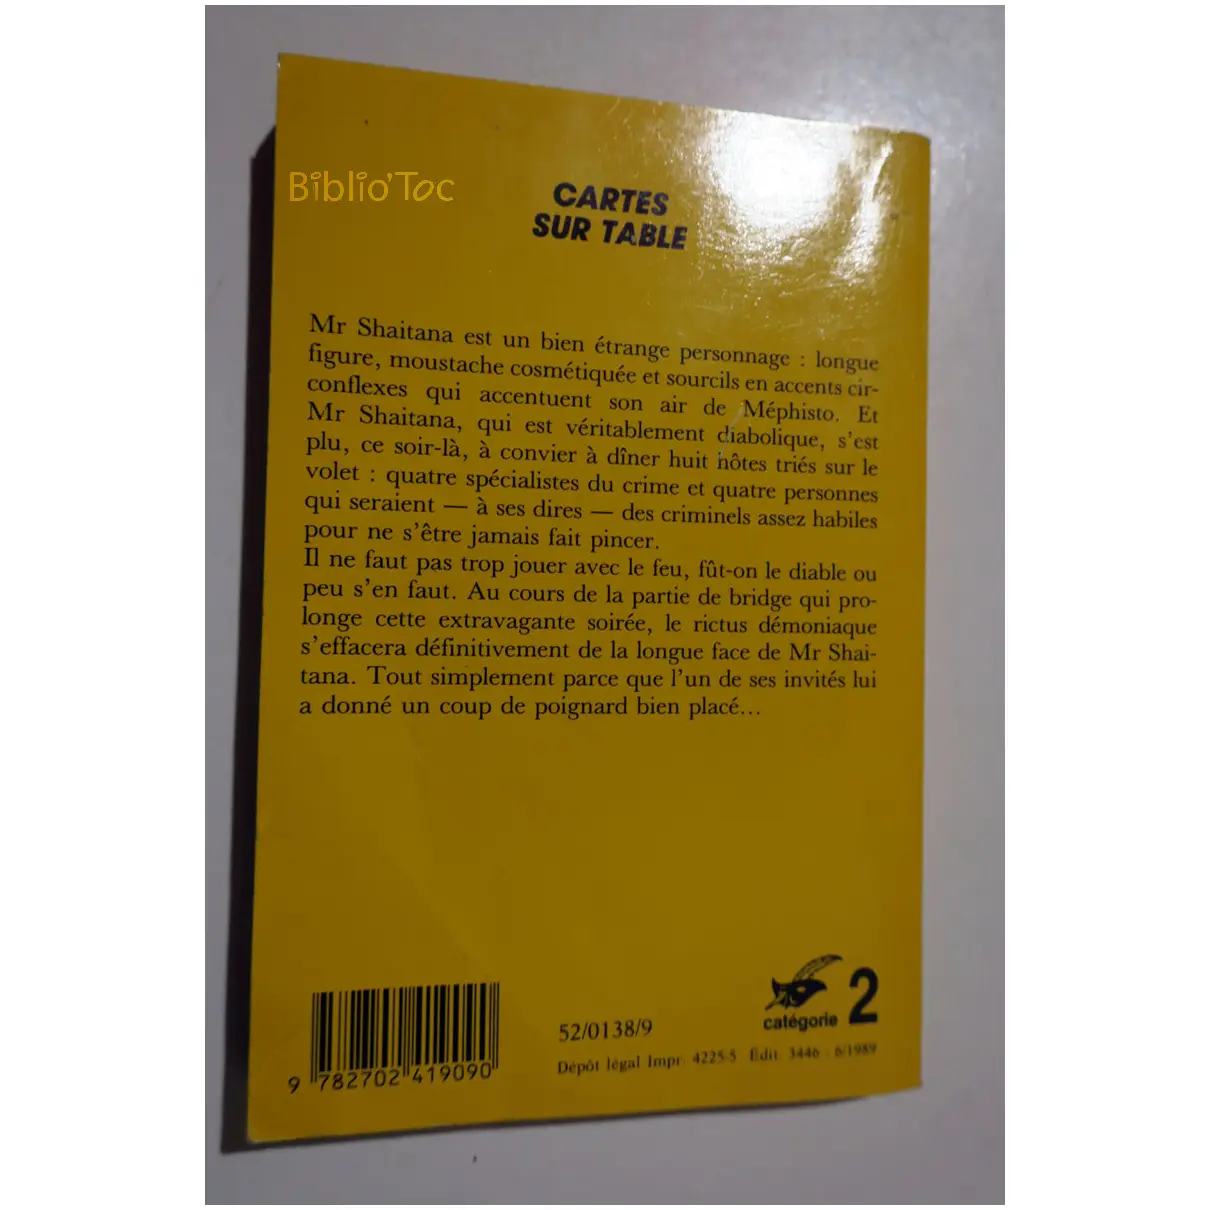 Biblio'Toc
CARTES
SUR TABLE
Mr Shaitana est un bien étrange personnage : longue
figure, moustache cosmétiquée et sourcils en accents cir-
conflexes qui accentuent son air de Méphisto. Et
Mr Shaitana, qui est véritablement diabolique, s'est
plu, ce soir-là, à convier à dîner huit hôtes triés sur le
volet : quatre spécialistes du crime et quatre personnes
qui seraient — à ses dires — des criminels assez habiles
pour ne s'être jamais fait pincer.
Il ne faut pas trop jouer avec le feu, fût-on le diable ou
peu s'en faut. Au cours de la partie de bridge qui pro-
longe cette extravagante soirée, le rictus démoniaque
s'effacera définitivement de la longue face de Mr Shai-
tana. Tout simplement parce que l'un de ses invités lui
a donné un coup de poignard bien placé...
catégorie 2
52/0138/9
Dépôt légal Impr. 4225-5 Édit. 3446 - 6/1989
9 782702 419090